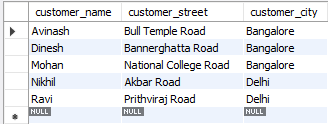 customer_name customer_street customer_city
Avinash Bull Temple Road Bangalore
Dinesh Bannerghatta Road Bangalore
Mohan National College Road Bangalore
Nikhil Akbar Road Delhi
Ravi Prithviraj Road Delhi
NULL NULL NULL